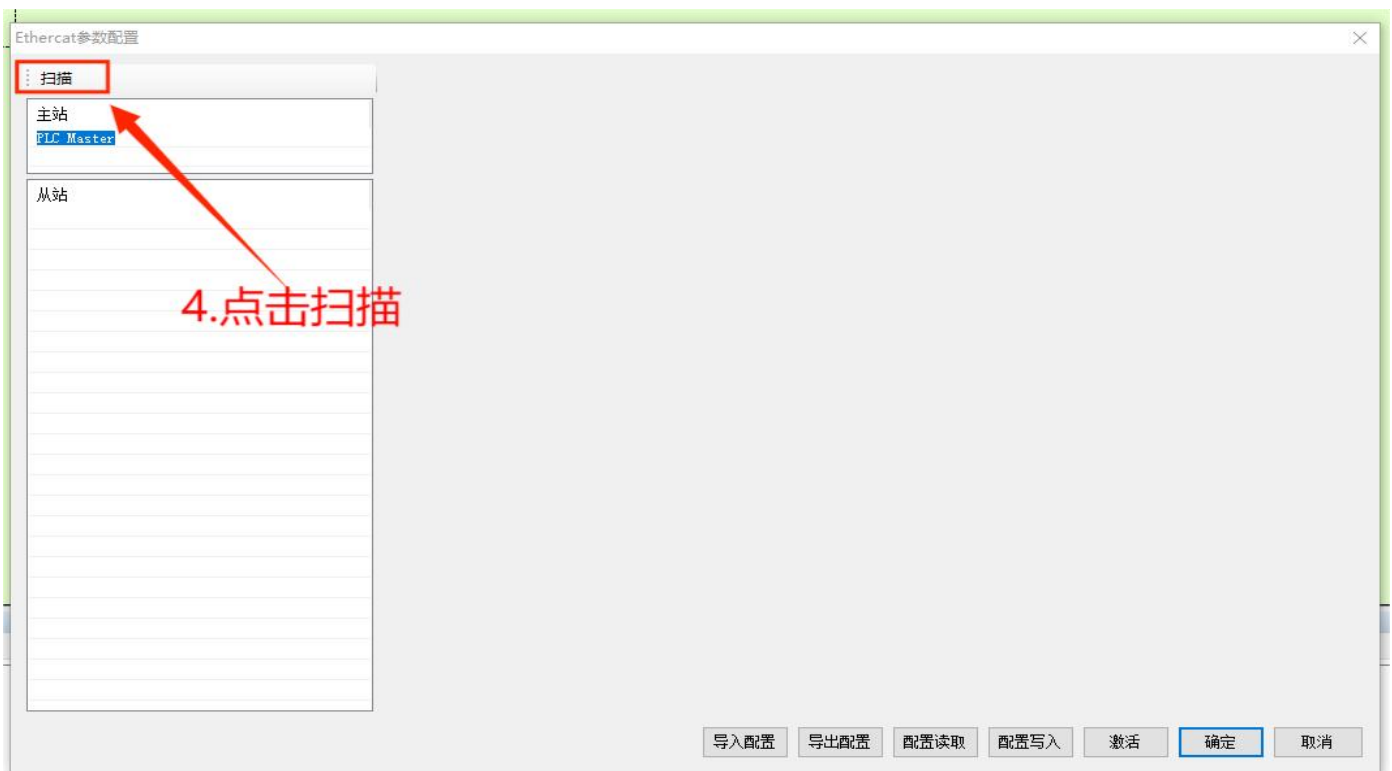 Ethercat参数配置
扫描
主站
PLC Master
从站
4.点击扫描
导入配置 导出配置 配置读取 配置写入 激活 确定 取消